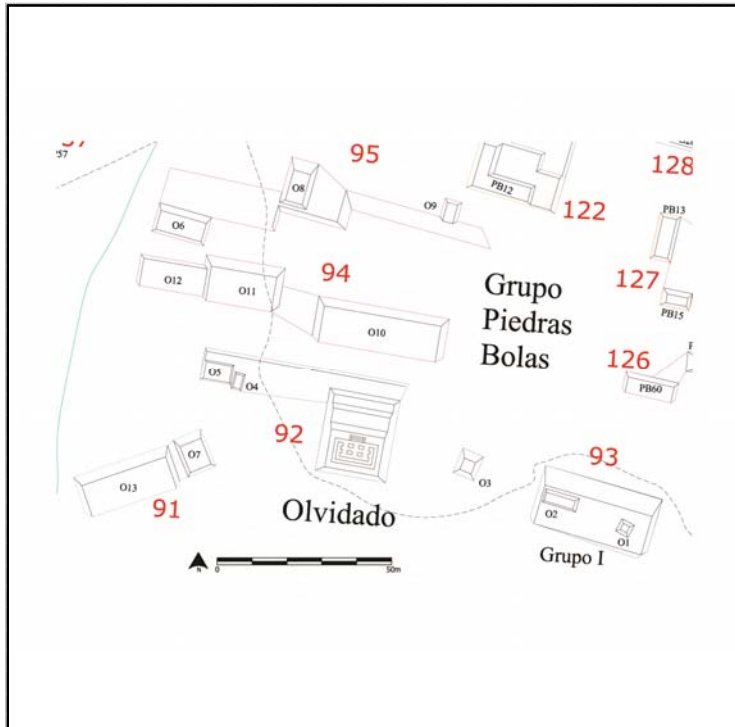 95
128
O8
PB12
O9
122
PB13
O6
94
127
O12
O11
Grupo
Piedras
Bolas
PB15
O10
126
O5
O4
PB60
92
93
O7
O3
O13
91
Olvidado
O2
O1
Grupo I
N
0
50m